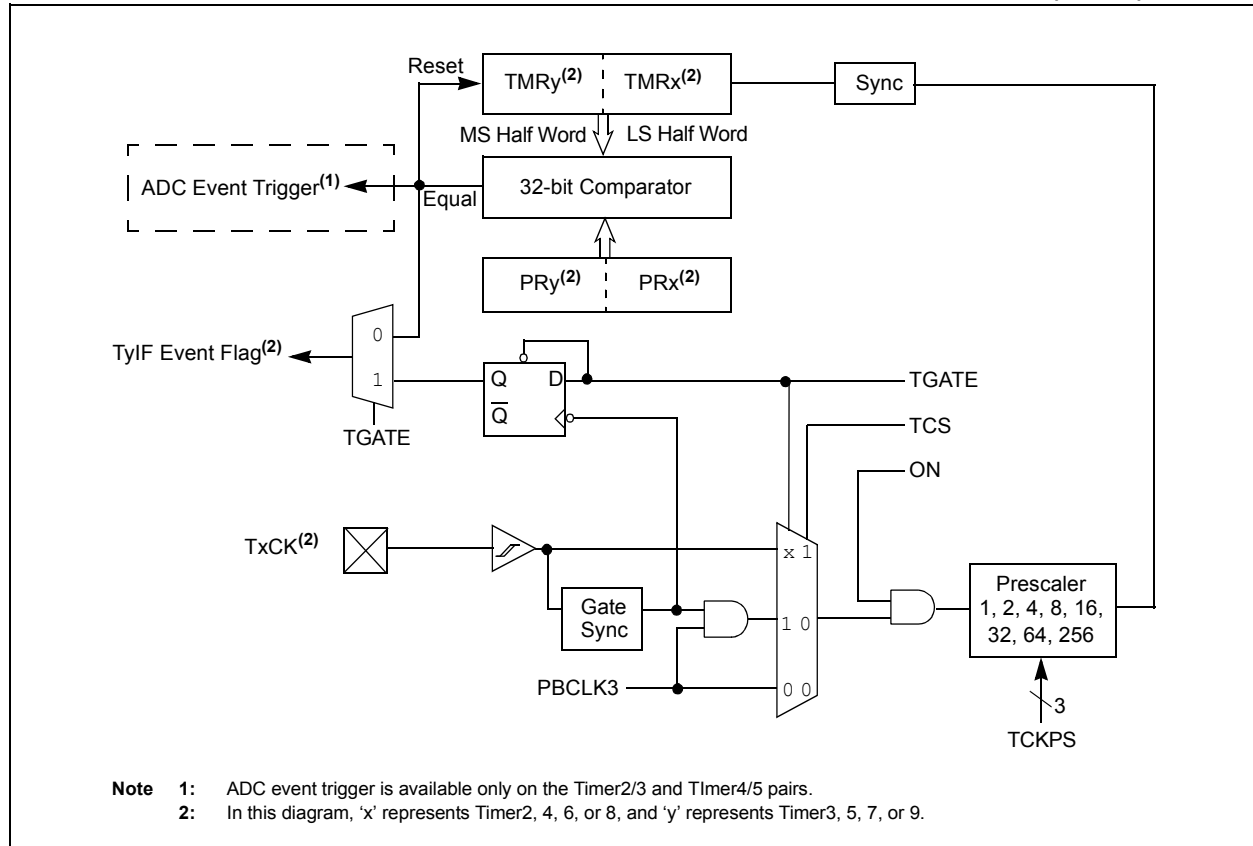 Reset
TMRy(2) TMRx(2)
Sync
MS Half Word LS Half Word
ADC Event Trigger(1)
Equal
32-bit Comparator
PRy(2) PRx(2)
0
TyIF Event Flag(2)
1
Q D
Q
TGATE
TGATE
TCS
ON
TxCK(2)
x 1
Gate
Sync
1 0
Prescaler
1, 2, 4, 8, 16,
32, 64, 256
PBCLK3
0 0
3
TCKPS
Note 1: ADC event trigger is available only on the Timer2/3 and TImer4/5 pairs.
2: In this diagram, ‘x’ represents Timer2, 4, 6, or 8, and ‘y’ represents Timer3, 5, 7, or 9.